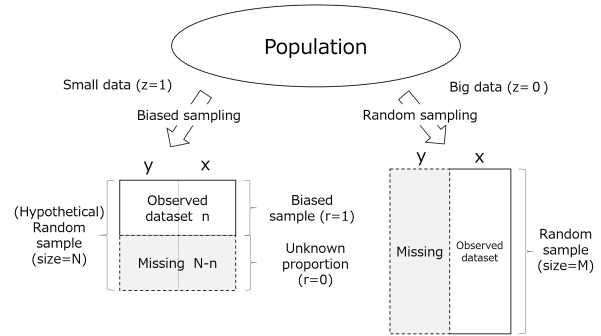 Population
Small data (z=1)
Big data (z=0)
Biased sampling
Random sampling
y x
(Hypothetical)
Random
sample
(size=N)
Observed
dataset n
Missing N-n
Biased
sample (r=1)
Unknown
proportion
(r=0)
y x
Missing
Observed
dataset
Random
sample
(size=M)